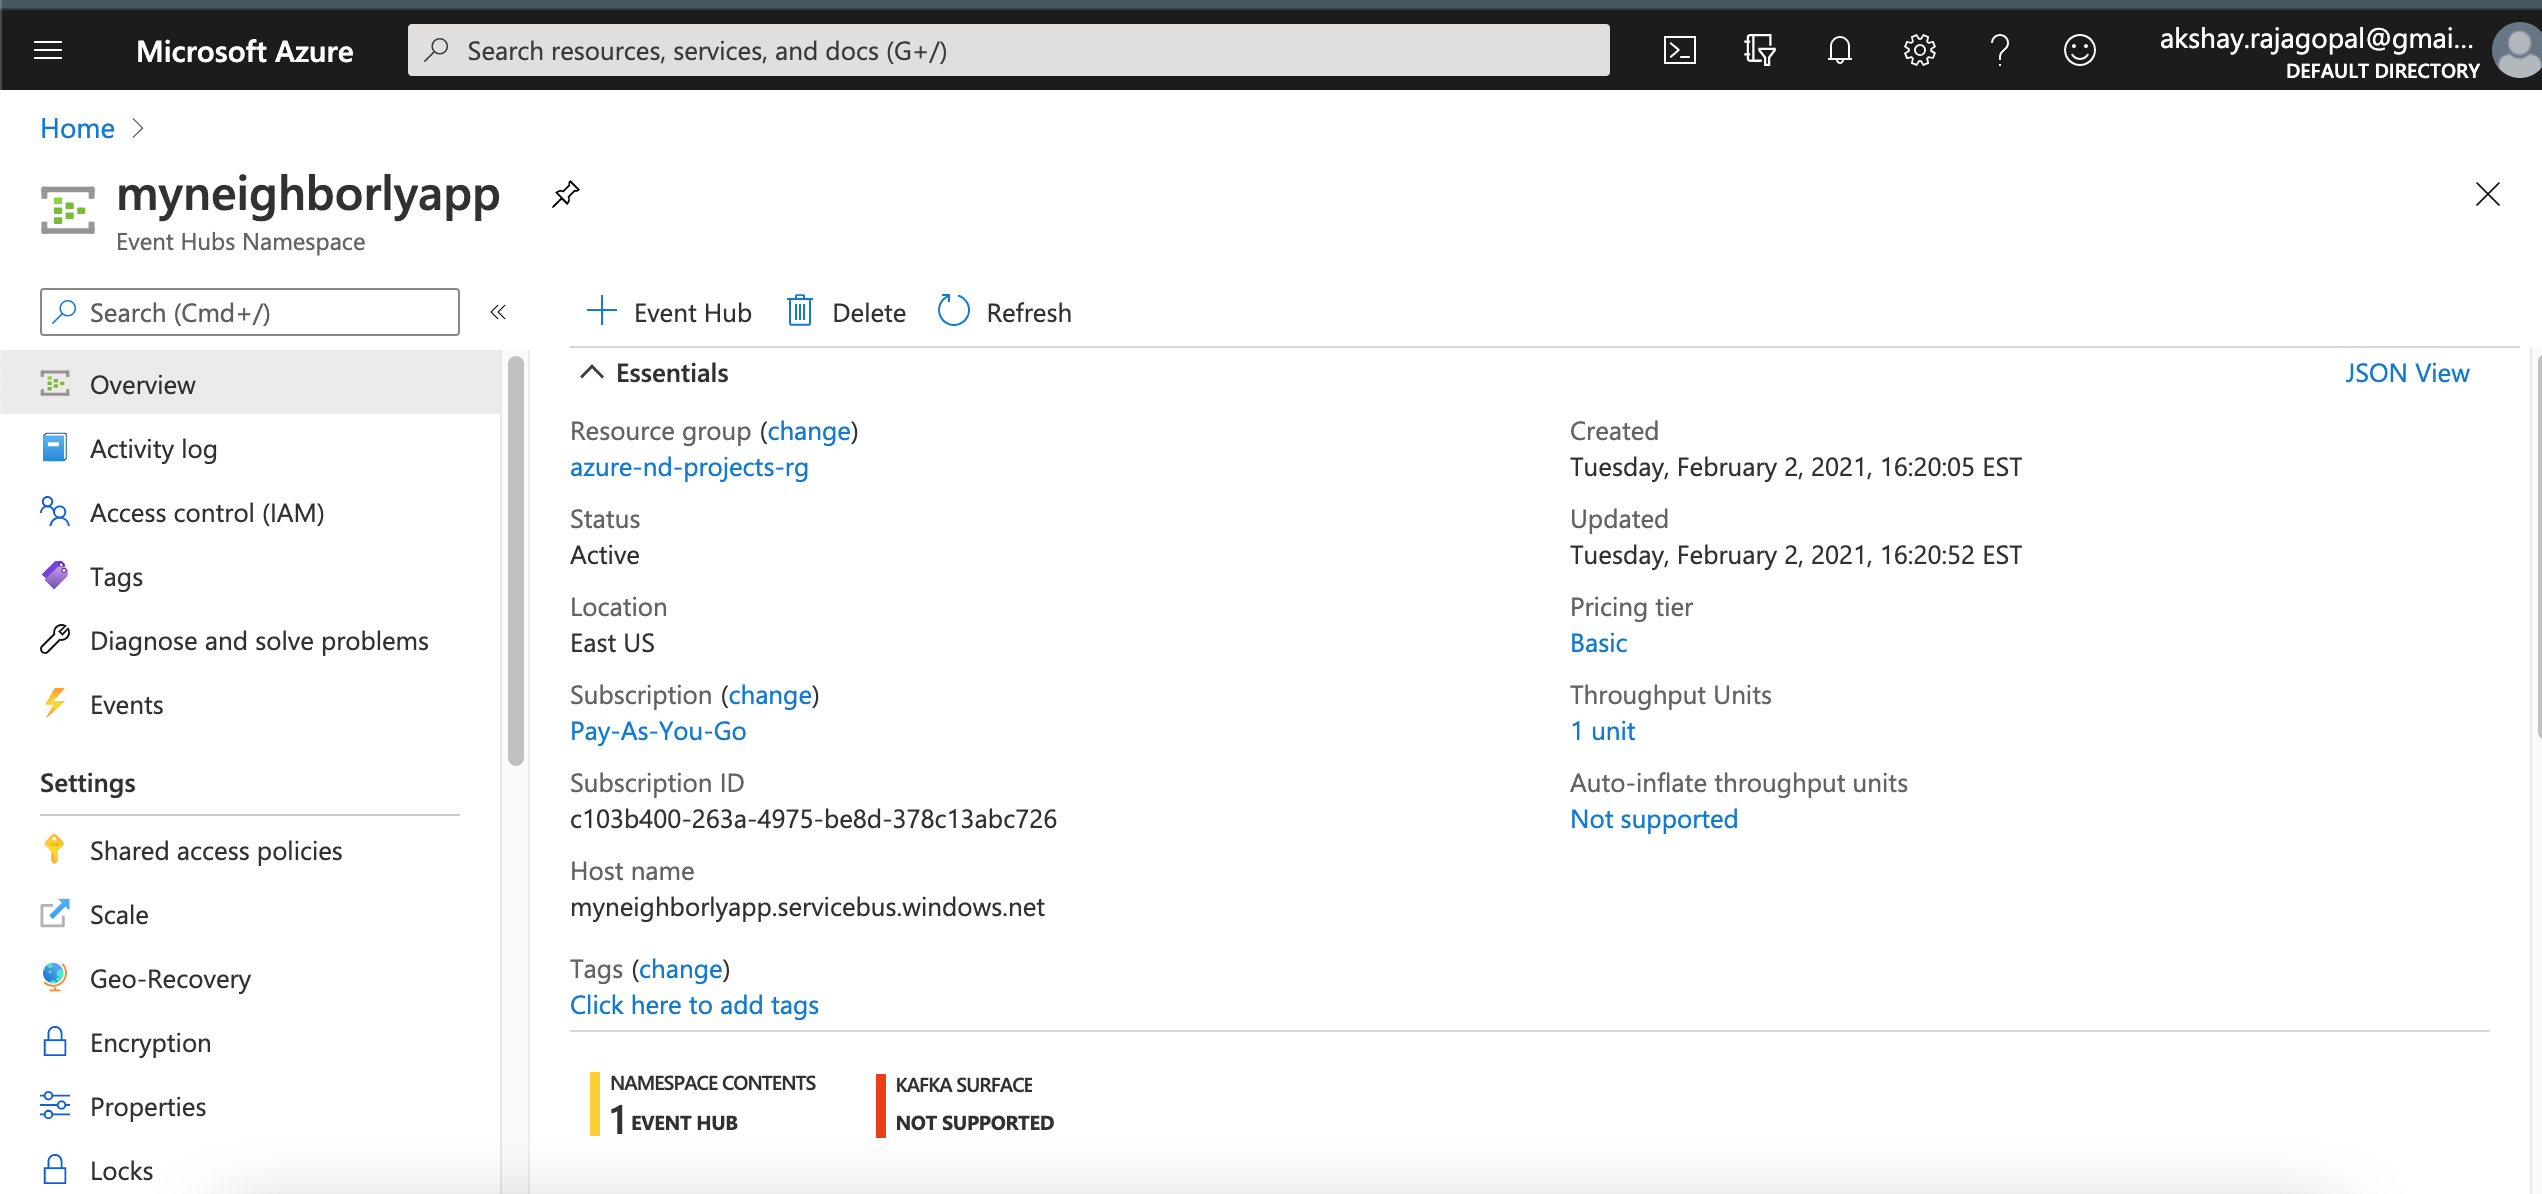 Microsoft Azure
Search resources, services, and docs (G+/)
akshay.rajagopal@gmai...
DEFAULT DIRECTORY
Home
myneighborlyapp
Event Hubs Namespace
Search (Cmd+/)
«
Event Hub
Delete
Refresh
Overview
Activity log
Access control (IAM)
Tags
Diagnose and solve problems
Events
Settings
Shared access policies
Scale
Geo-Recovery
Encryption
Properties
Locks
Essentials
JSON View
Resource group (change)
azure-nd-projects-rg
Status
Active
Location
East US
Subscription (change)
Pay-As-You-Go
Subscription ID
c103b400-263a-4975-be8d-378c13abc726
Host name
myneighborlyapp.servicebus.windows.net
Tags (change)
Click here to add tags
Created
Tuesday, February 2, 2021, 16:20:05 EST
Updated
Tuesday, February 2, 2021, 16:20:52 EST
Pricing tier
Basic
Throughput Units
1 unit
Auto-inflate throughput units
Not supported
NAMESPACE CONTENTS
1 EVENT HUB
KAFKA SURFACE
NOT SUPPORTED